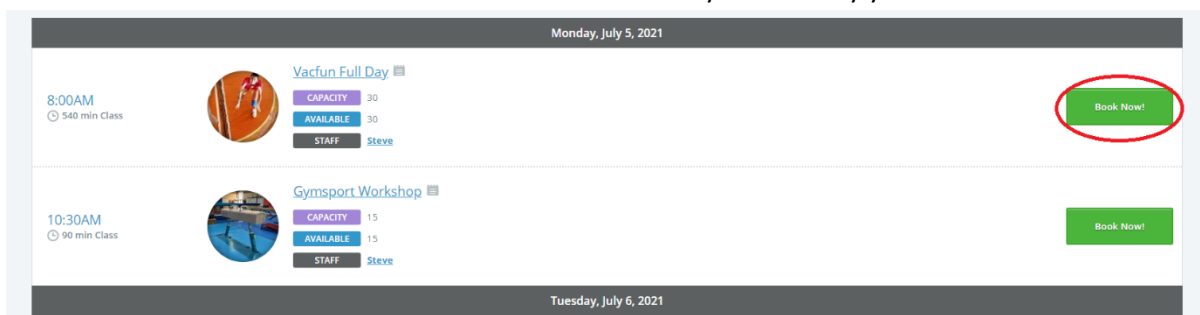 Monday, July 5, 2021
Vacfun Full Day
8:00AM
540 min Class
CAPACITY 30
AVAILABLE 30
STAFF Steve
Book Now!
Gymsport Workshop
10:30AM
90 min Class
CAPACITY 15
AVAILABLE 15
STAFF Steve
Book Now!
Tuesday, July 6, 2021